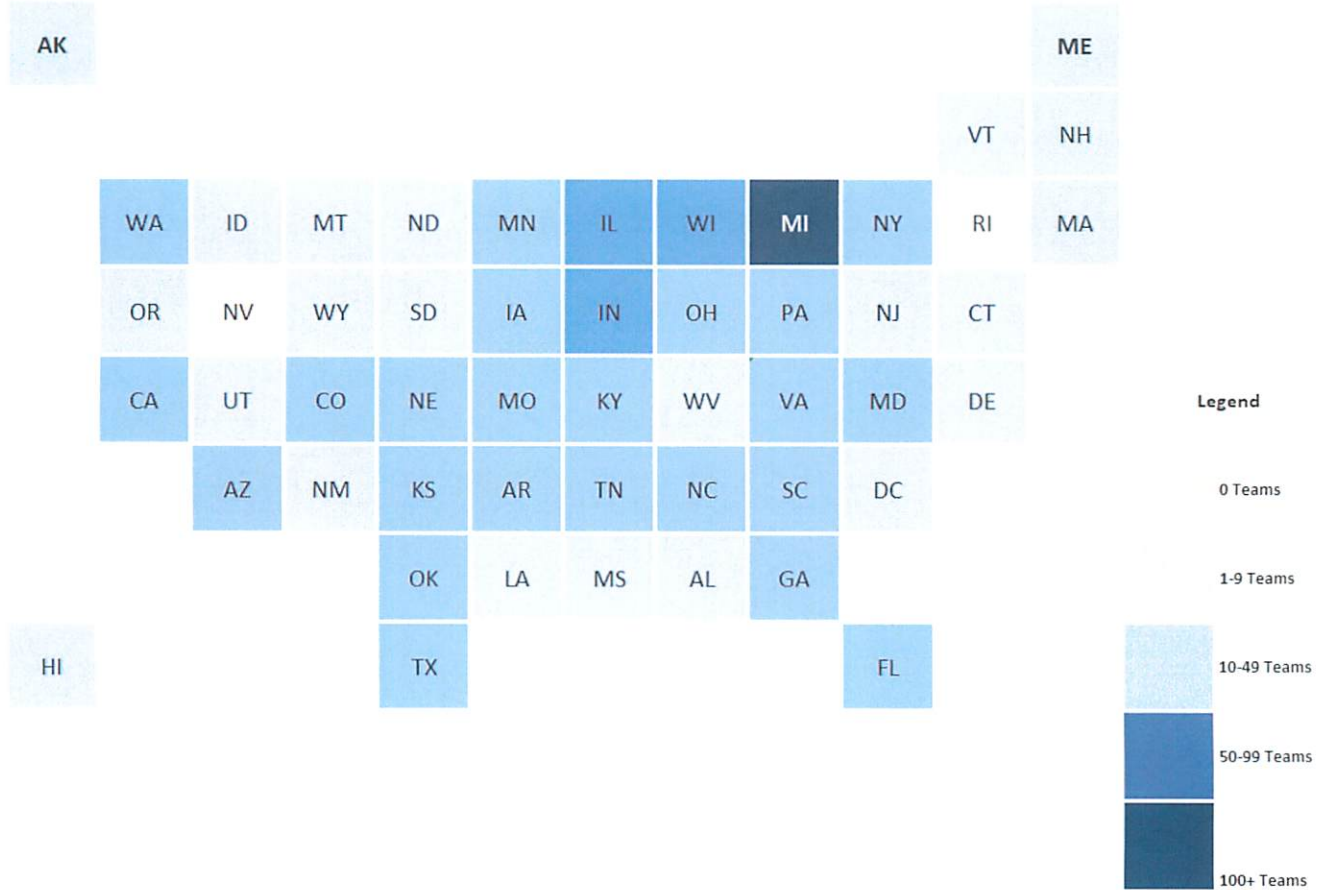 AK ME
VT NH
WA ID MT ND MN IL WI MI NY RI MA
OR NV WY SD IA IN OH PA NJ CT
CA UT CO NE MO KY WV VA MD DE
Legend
AZ NM KS AR TN NC SC DC
0 Teams
OK LA MS AL GA
1-9 Teams
HI TX FL
10-49 Teams
50-99 Teams
100+ Teams